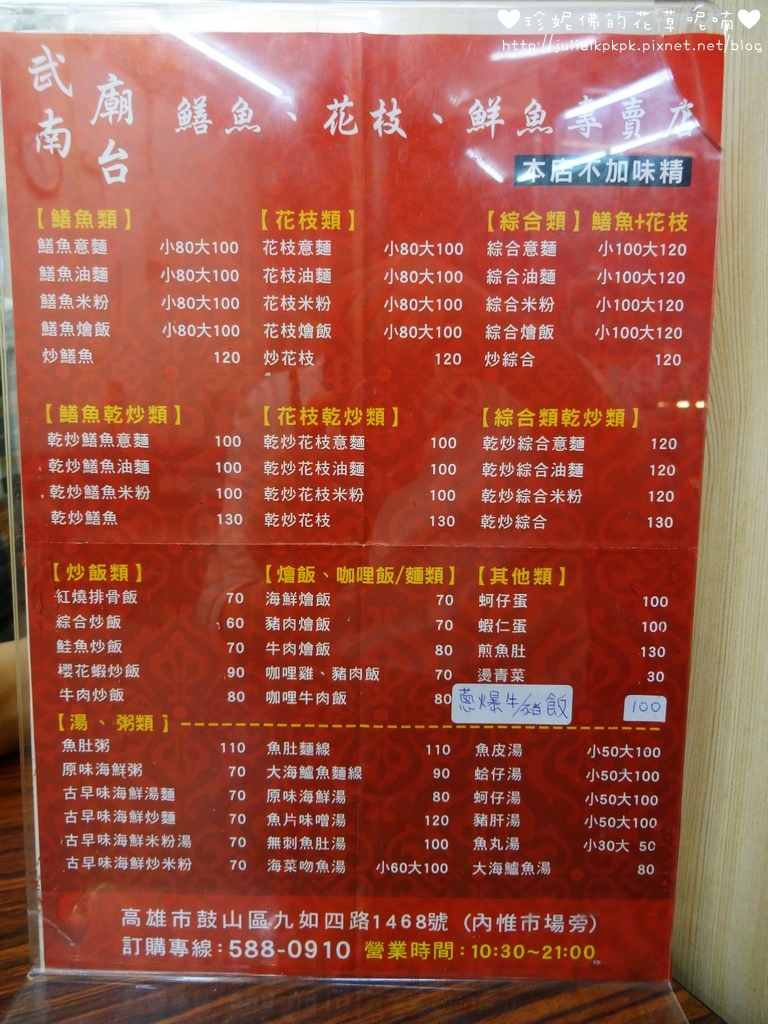 ♥珍妮佛的花草呢喃♥
http://julialkpkpk.pixnet.net/blog
武廟
台南
鱔魚、花枝、鮮魚專賣店
本店不加味精
【鱔魚類】
鱔魚意麵 小80大100
鱔魚油麵 小80大100
鱔魚米粉 小80大100
鱔魚燴飯 小80大100
炒鱔魚 120
【花枝類】
花枝意麵 小80大100
花枝油麵 小80大100
花枝米粉 小80大100
花枝燴飯 小80大100
炒花枝 120
【綜合類】鱔魚+花枝
綜合意麵 小100大120
綜合油麵 小100大120
綜合米粉 小100大120
綜合燴飯 小100大120
炒綜合 120
【鱔魚乾炒類】
乾炒鱔魚意麵 100
乾炒鱔魚油麵 100
乾炒鱔魚米粉 100
乾炒鱔魚 130
【花枝乾炒類】
乾炒花枝意麵 100
乾炒花枝油麵 100
乾炒花枝米粉 100
乾炒花枝 130
【綜合類乾炒類】
乾炒綜合意麵 120
乾炒綜合油麵 120
乾炒綜合米粉 120
乾炒綜合 130
【炒飯類】
紅燒排骨飯 70
綜合炒飯 60
鮭魚炒飯 70
櫻花蝦炒飯 90
牛肉炒飯 80
【燴飯、咖哩飯/麵類】
海鮮燴飯 70
豬肉燴飯 70
牛肉燴飯 80
咖哩雞、豬肉飯 70
咖哩牛肉飯 80
【其他類】
蚵仔蛋 100
蝦仁蛋 100
煎魚肚 130
燙青菜 30
蔥爆牛/豬飯 100
【湯、粥類】
魚肚粥 110
原味海鮮粥 70
古早味海鮮湯麵 70
古早味海鮮炒麵 70
古早味海鮮米粉湯 70
古早味海鮮炒米粉 70
魚肚麵線 110
大海鱸魚麵線 90
原味海鮮湯 80
魚片味噌湯 120
無刺魚肚湯 100
海菜吻魚湯 小60大100
魚皮湯 小50大100
蛤仔湯 小50大100
蚵仔湯 小50大100
豬肝湯 小50大100
魚丸湯 小30大 50
大海鱸魚湯 80
高雄市鼓山區九如四路1468號（內惟市場旁）
訂購專線：588-0910 營業時間：10:30~21:00